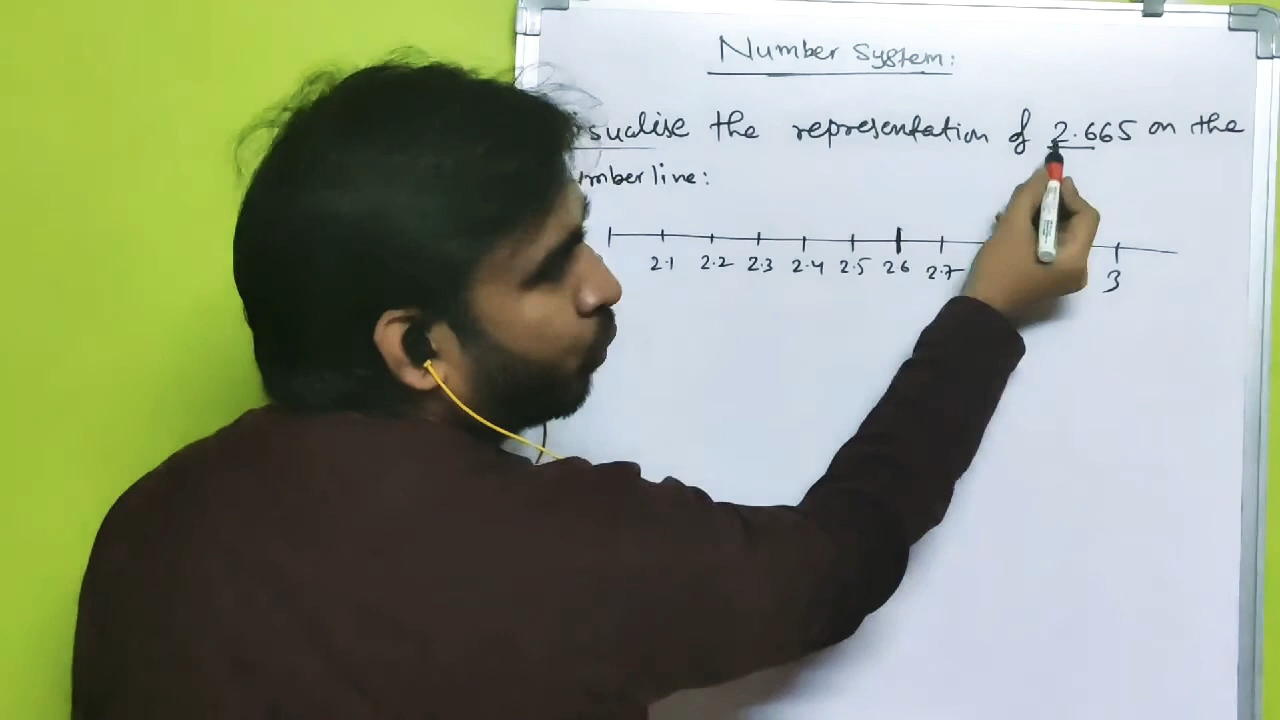 Number System:
sualise the representation of 2.665 on the
mber line:
2.1 2.2 2.3 2.4 2.5 2.6 2.7 3